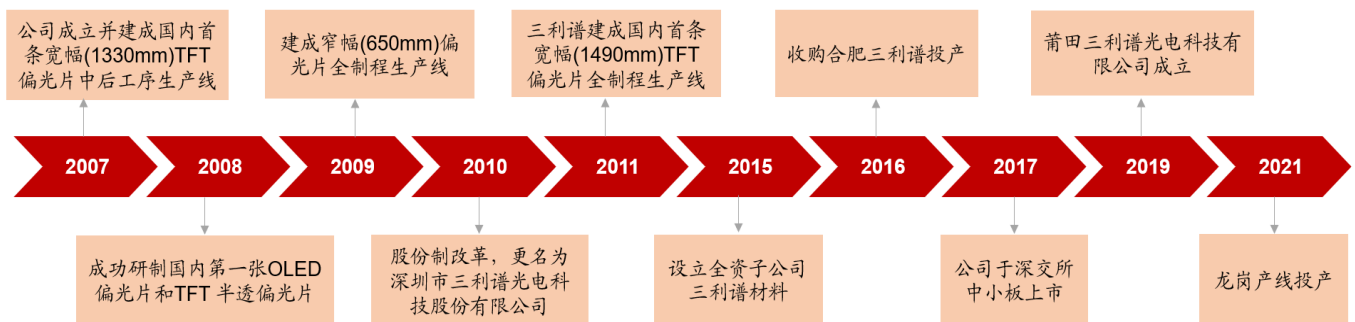 公司成立并建成国内首
条宽幅(1330mm)TFT
偏光片中后工序生产线
建成窄幅(650mm)偏
光片全制程生产线
三利谱建成国内首条
宽幅(1490mm)TFT
偏光片全制程生产线
收购合肥三利谱投产
莆田三利谱光电科技有
限公司成立
2007
2008
2009
2010
2011
2015
2016
2017
2019
2021
成功研制国内第一张OLED
偏光片和TFT 半透偏光片
股份制改革，更名为
深圳市三利谱光电科
技股份有限公司
设立全资子公司
三利谱材料
公司于深交所
中小板上市
龙岗产线投产